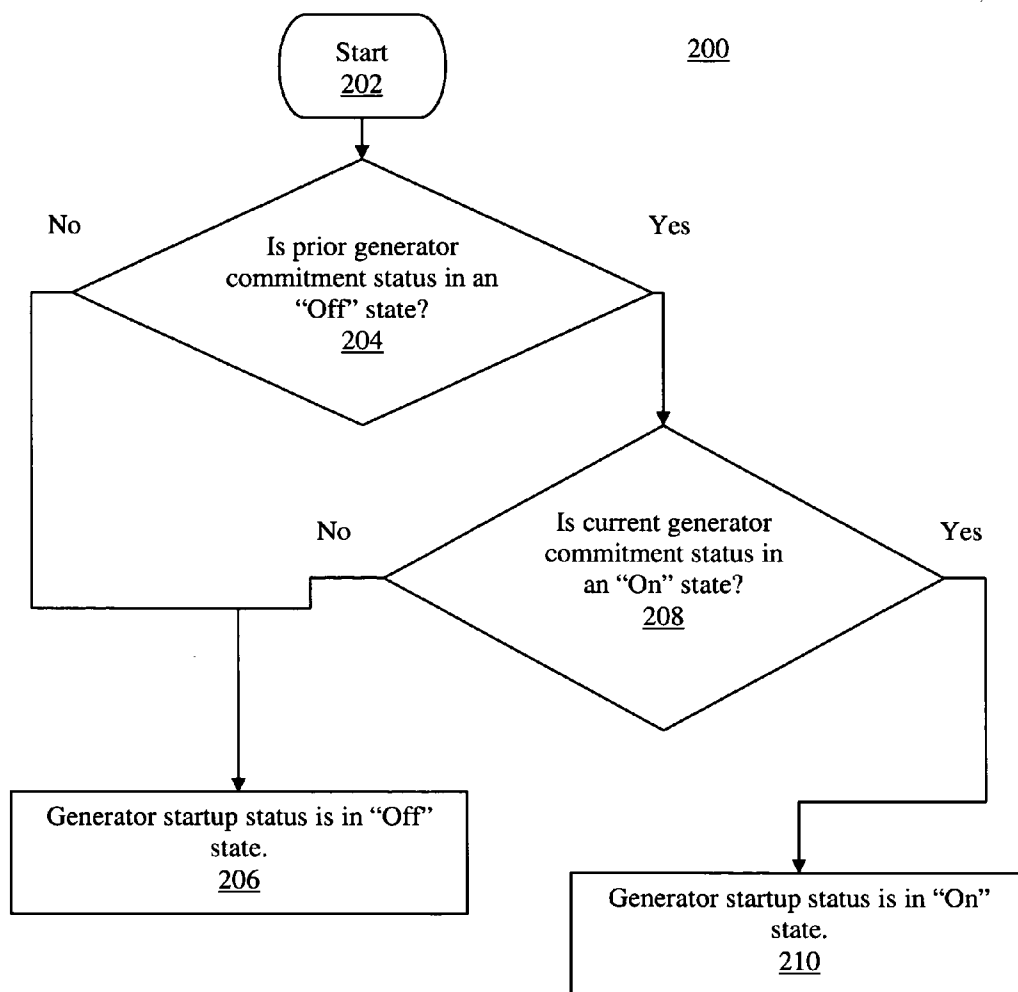 Start
202
200
No
Yes
Is prior generator
commitment status in an
“Off” state?
204
No
Yes
Is current generator
commitment status in
an “On” state?
208
Generator startup status is in “Off”
state.
206
Generator startup status is in “On”
state.
210